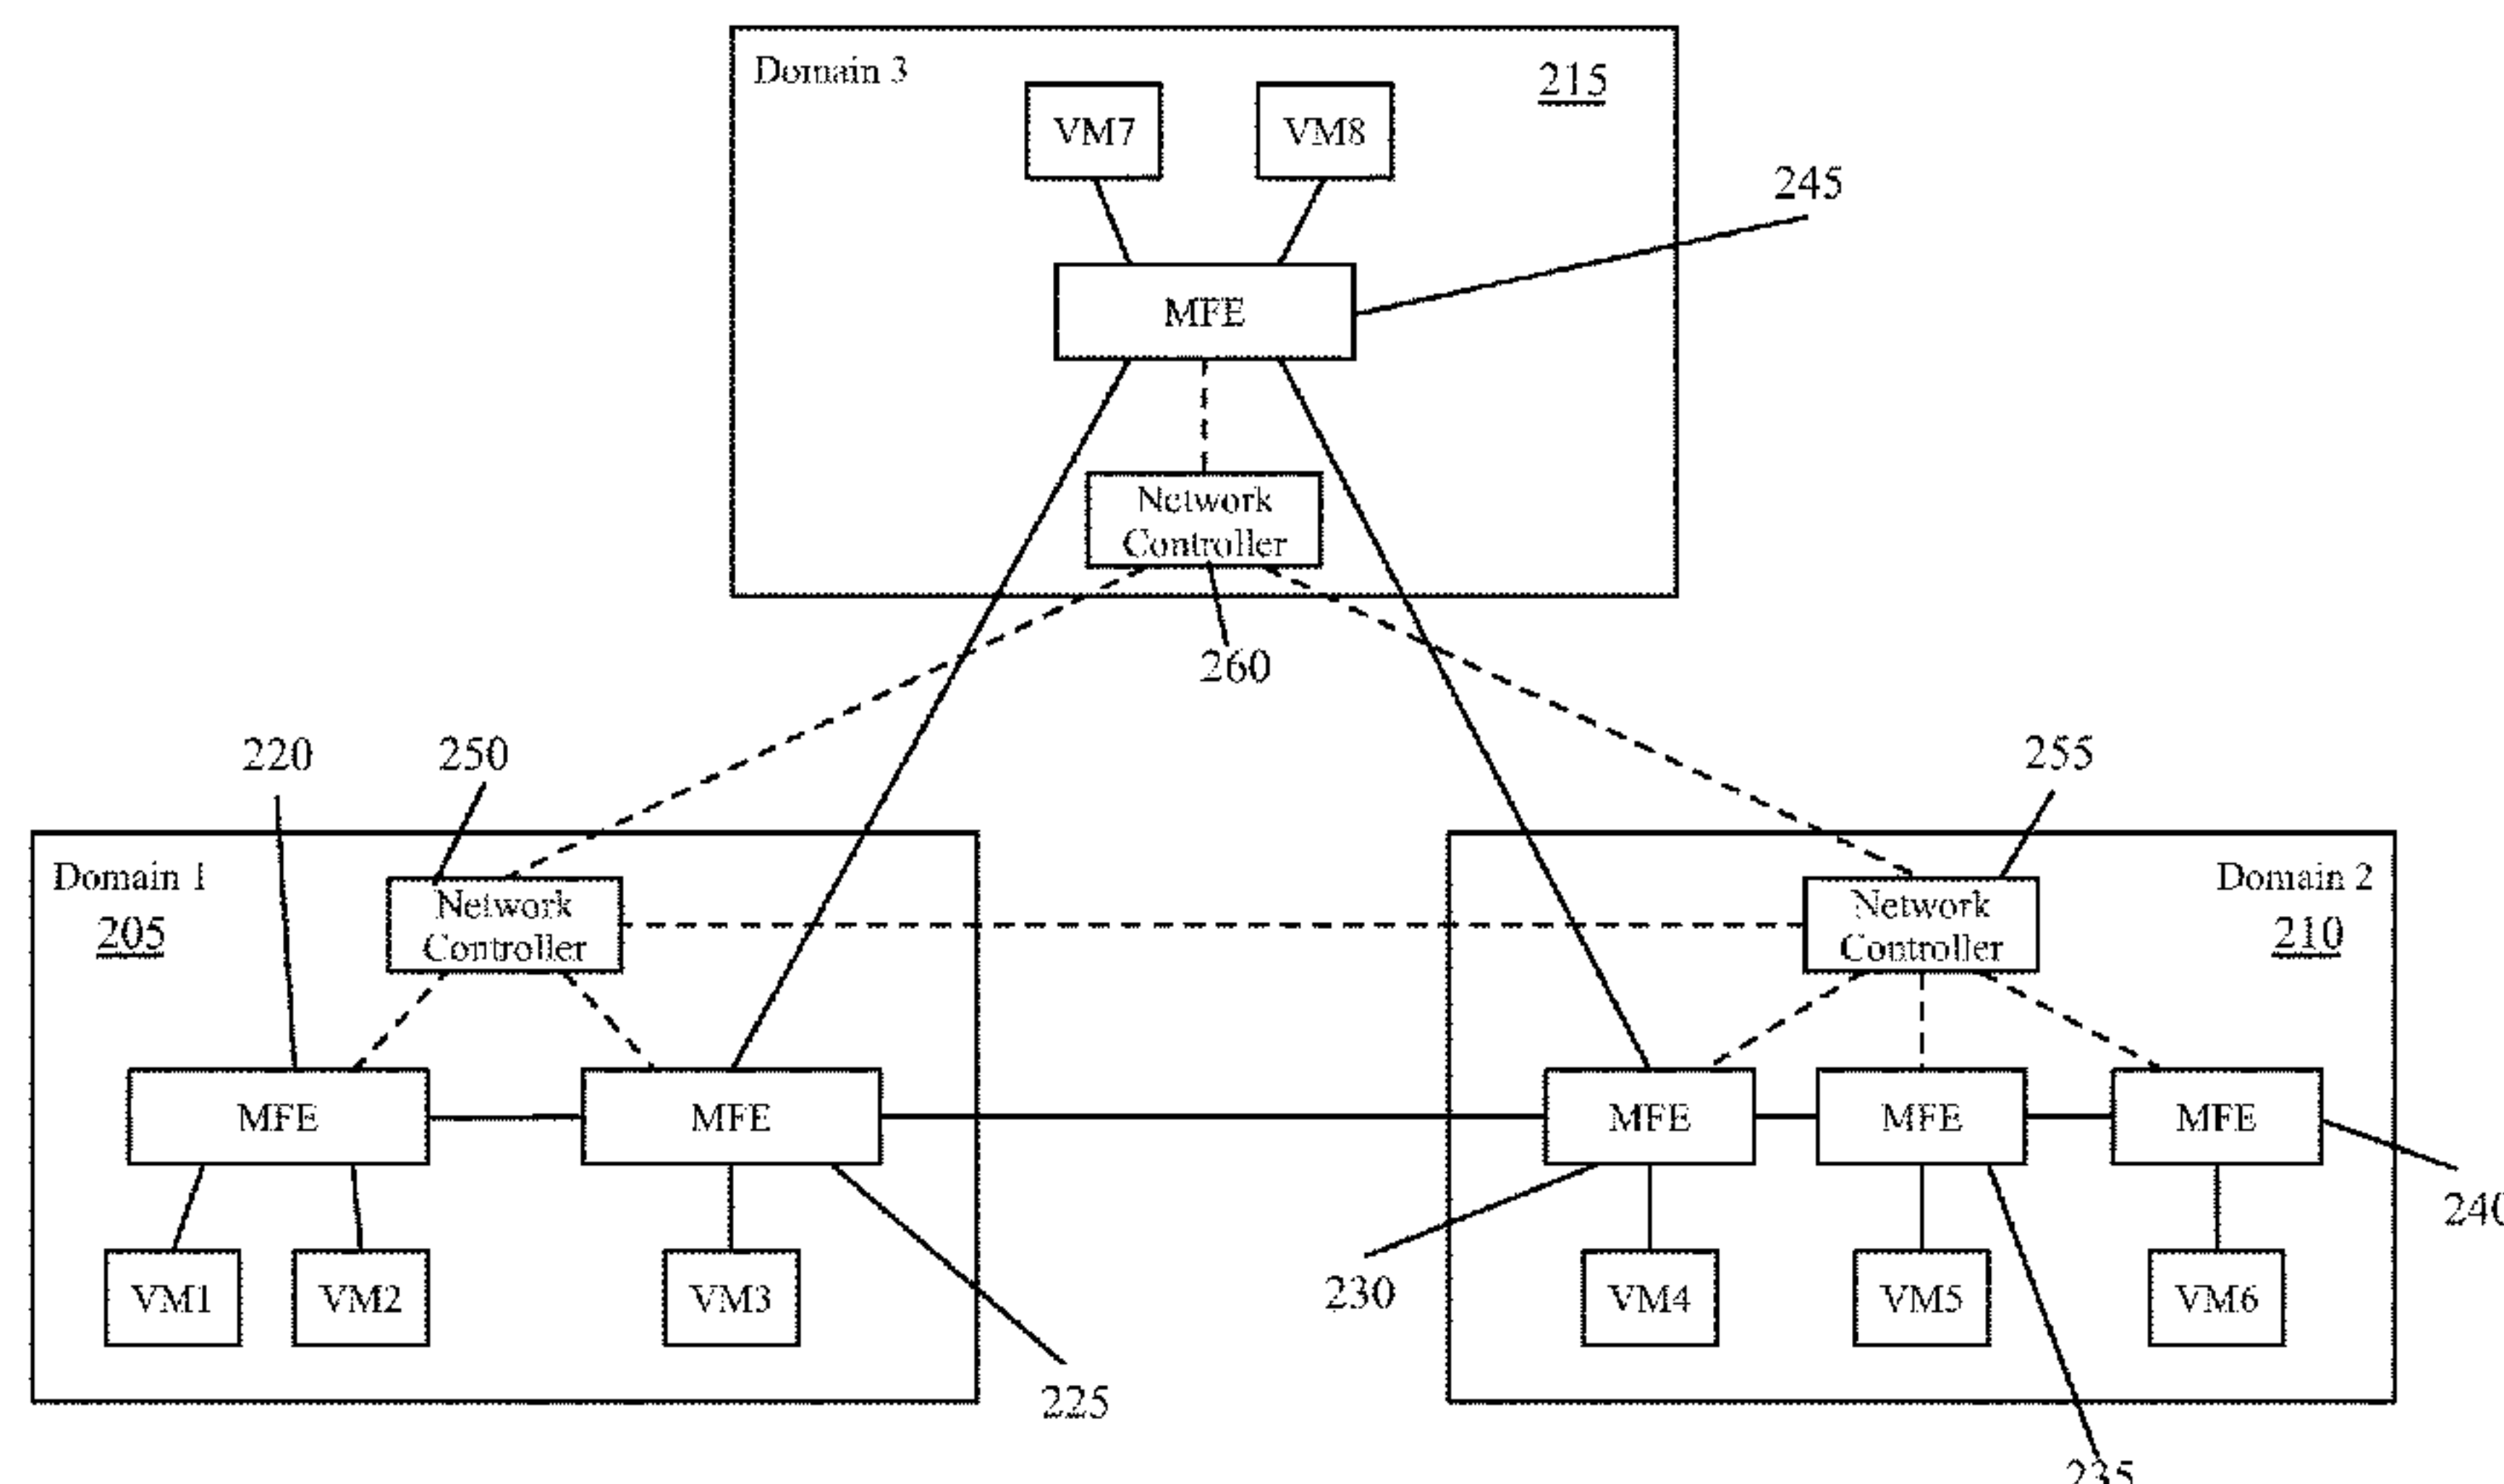 Domain 3
215
VM7
VM8
245
MFE
Network
Controller
260
220
250
255
Domain 1
205
Network
Controller
Network
Controller
Domain 2
210
MFE
MFE
MFE
MFE
MFE
240
VM1
VM2
VM3
230
VM4
VM5
VM6
225
235